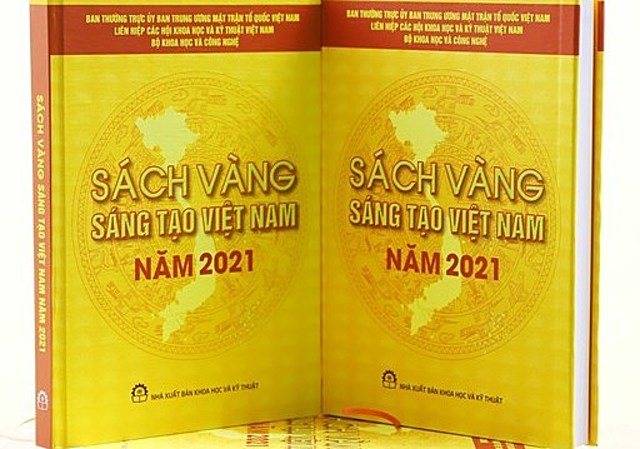 BAN THƯỜNG TRỰC ỦY BAN TRUNG ƯƠNG MẶT TRẬN TỔ QUỐC VIỆT NAM
LIÊN HIỆP CÁC HỘI KHOA HỌC VÀ KỸ THUẬT VIỆT NAM
BỘ KHOA HỌC VÀ CÔNG NGHỆ
SÁCH VÀNG
SÁNG TẠO VIỆT NAM
NĂM 2021
NHÀ XUẤT BẢN KHOA HỌC VÀ KỸ THUẬT
SÁCH VÀNG SÁNG TẠO VIỆT NAM NĂM 2021
BAN THƯỜNG TRỰC ỦY BAN TRUNG ƯƠNG MẶT TRẬN TỔ QUỐC VIỆT NAM
LIÊN HIỆP CÁC HỘI KHOA HỌC VÀ KỸ THUẬT VIỆT NAM
BỘ KHOA HỌC VÀ CÔNG NGHỆ
SÁCH VÀNG
SÁNG TẠO VIỆT NAM
NĂM 2021
NHÀ XUẤT BẢN KHOA HỌC VÀ KỸ THUẬT